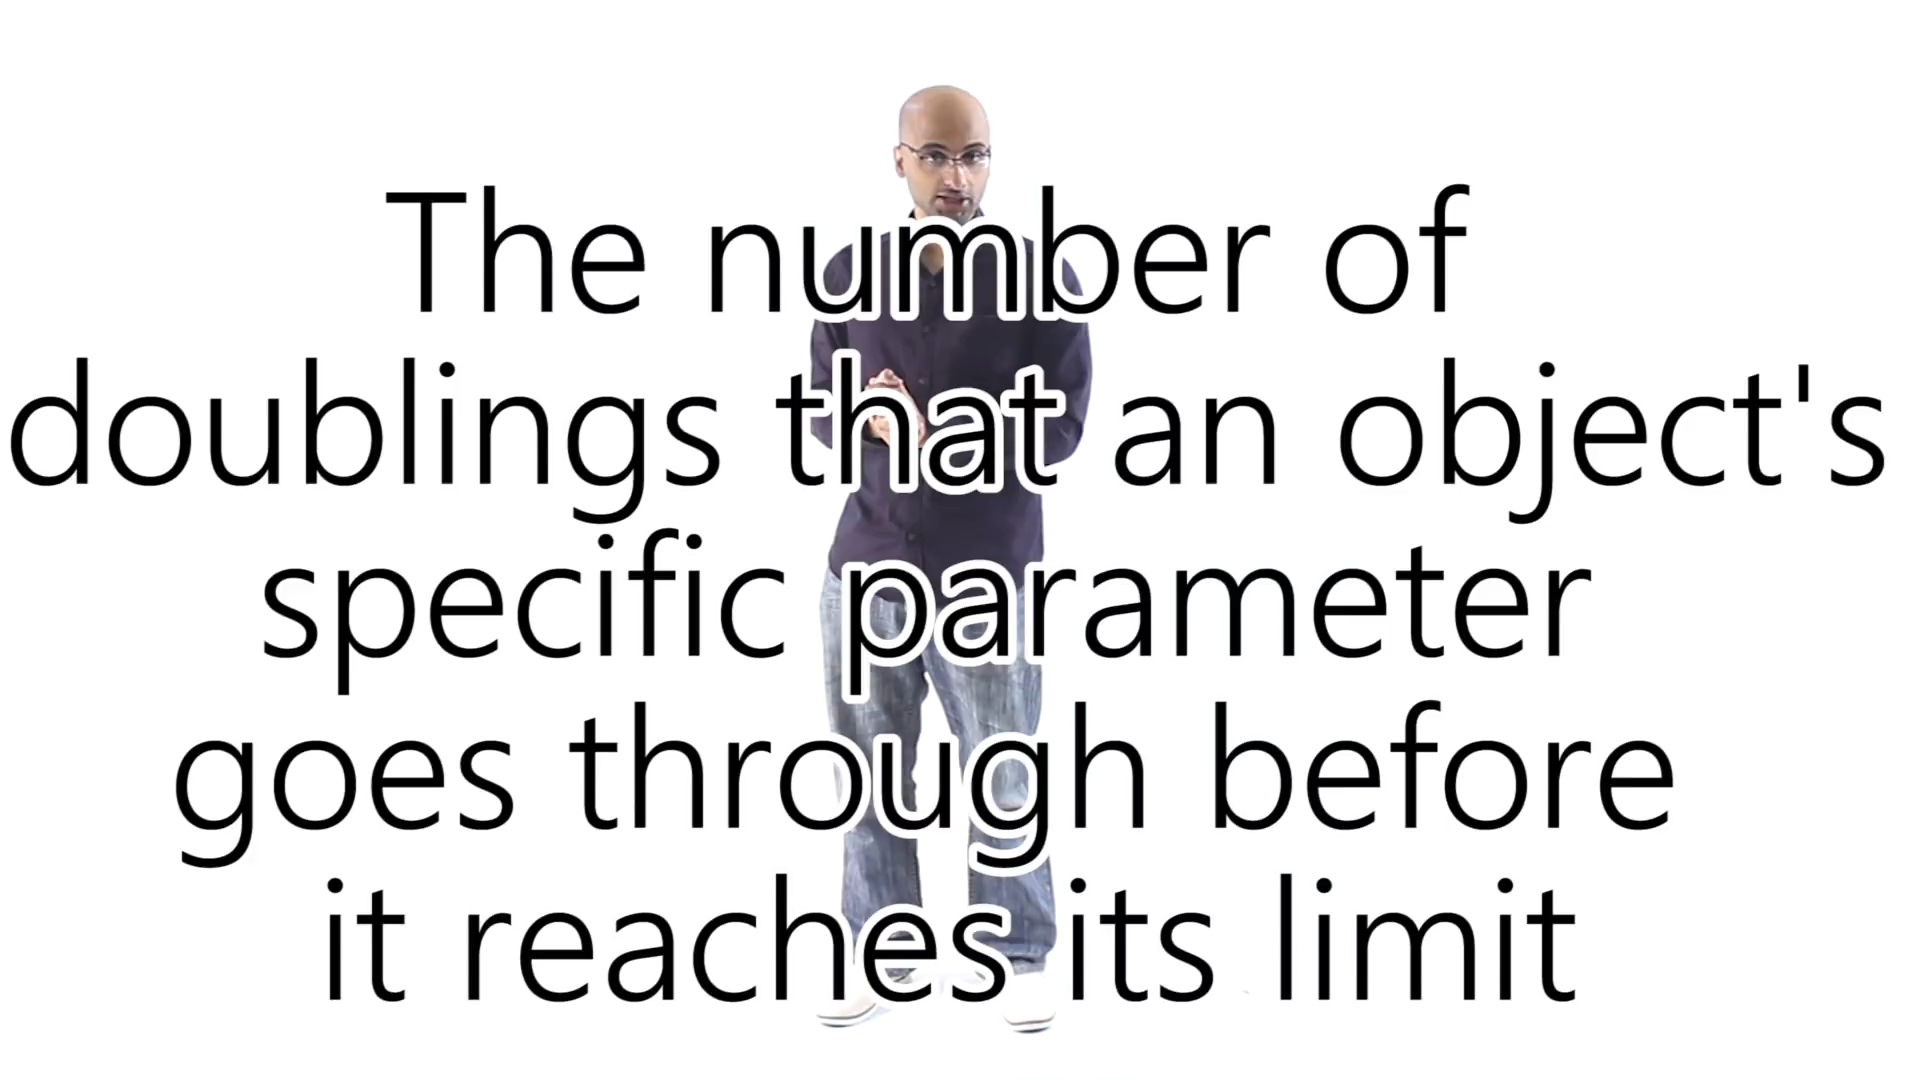 The number of
doublings that an object's
specific parameter
goes through before
it reaches its limit